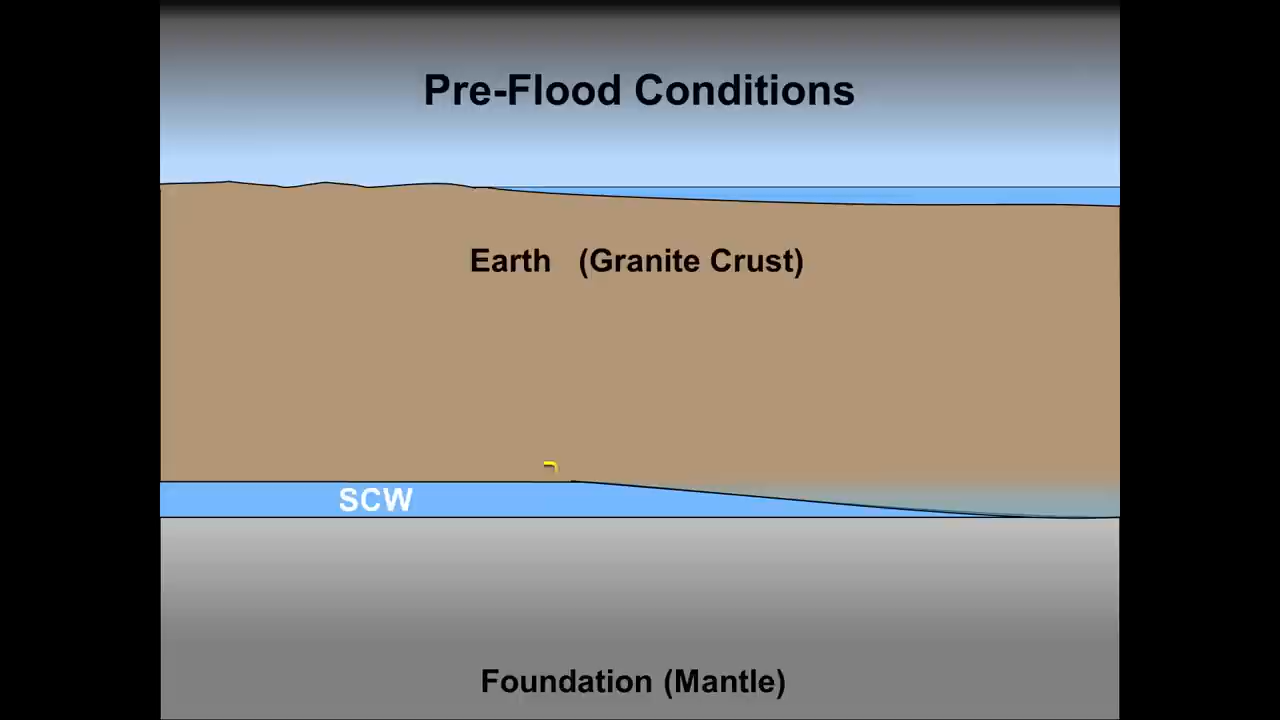 Pre-Flood Conditions
Earth (Granite Crust)
SCW
Foundation (Mantle)